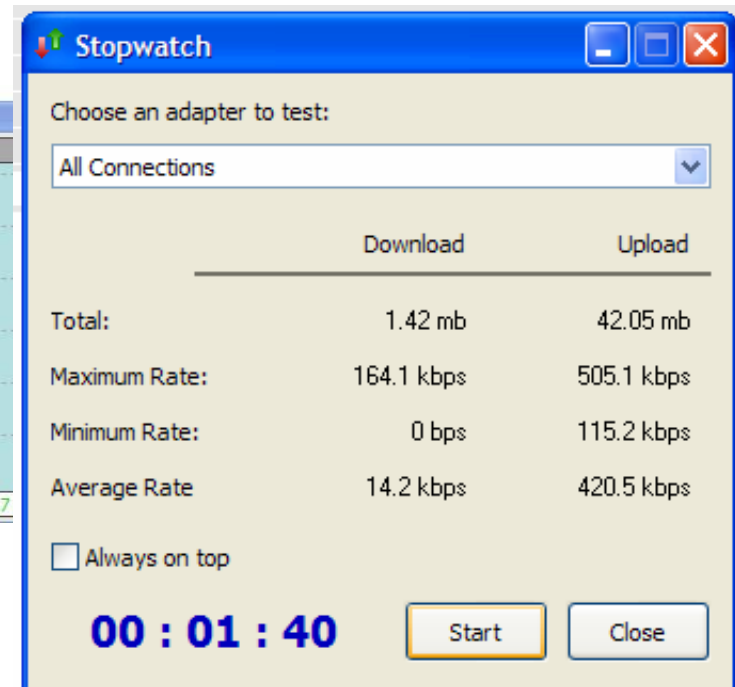 Stopwatch
Choose an adapter to test:
All Connections
Download Upload
Total: 1.42 mb 42.05 mb
Maximum Rate: 164.1 kbps 505.1 kbps
Minimum Rate: 0 bps 115.2 kbps
Average Rate 14.2 kbps 420.5 kbps
7
Always on top
00 : 01 : 40 Start Close